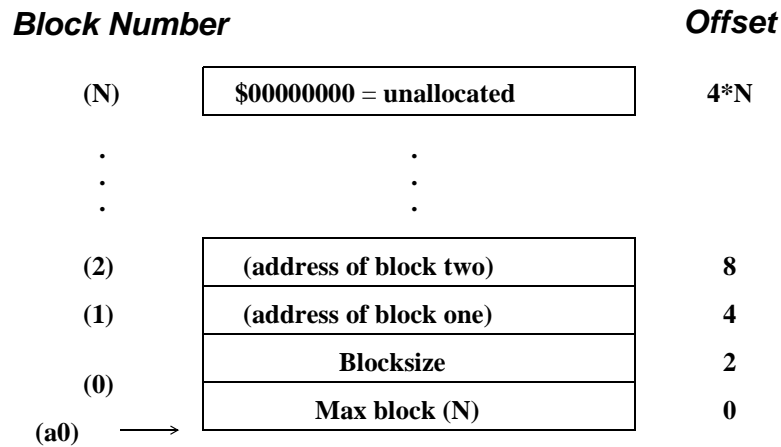 Block Number Offset
(N) $00000000 = unallocated 4*N
. .
. .
. .
(2) (address of block two) 8
(1) (address of block one) 4
Blocksize 2
(0)
Max block (N) 0
(a0)